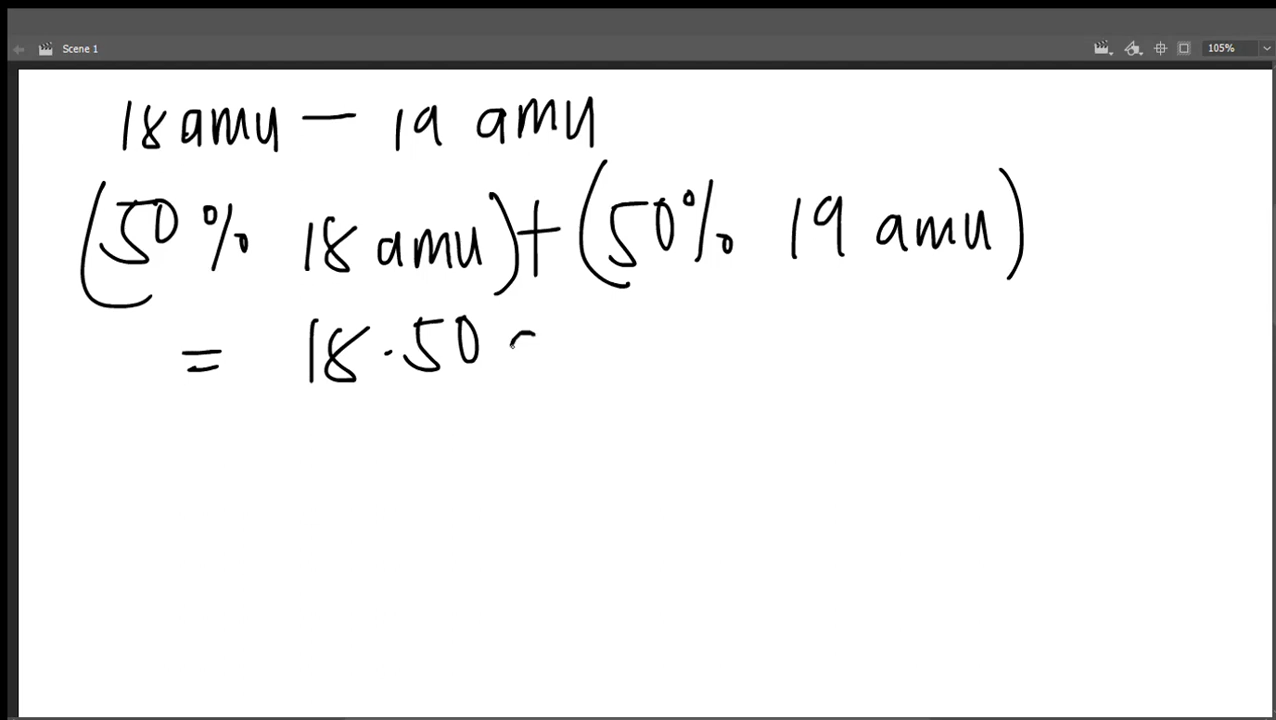 Scene 1
105%
18 amu — 19 amu
(50% 18 amu) + (50% 19 amu)
= 18.50